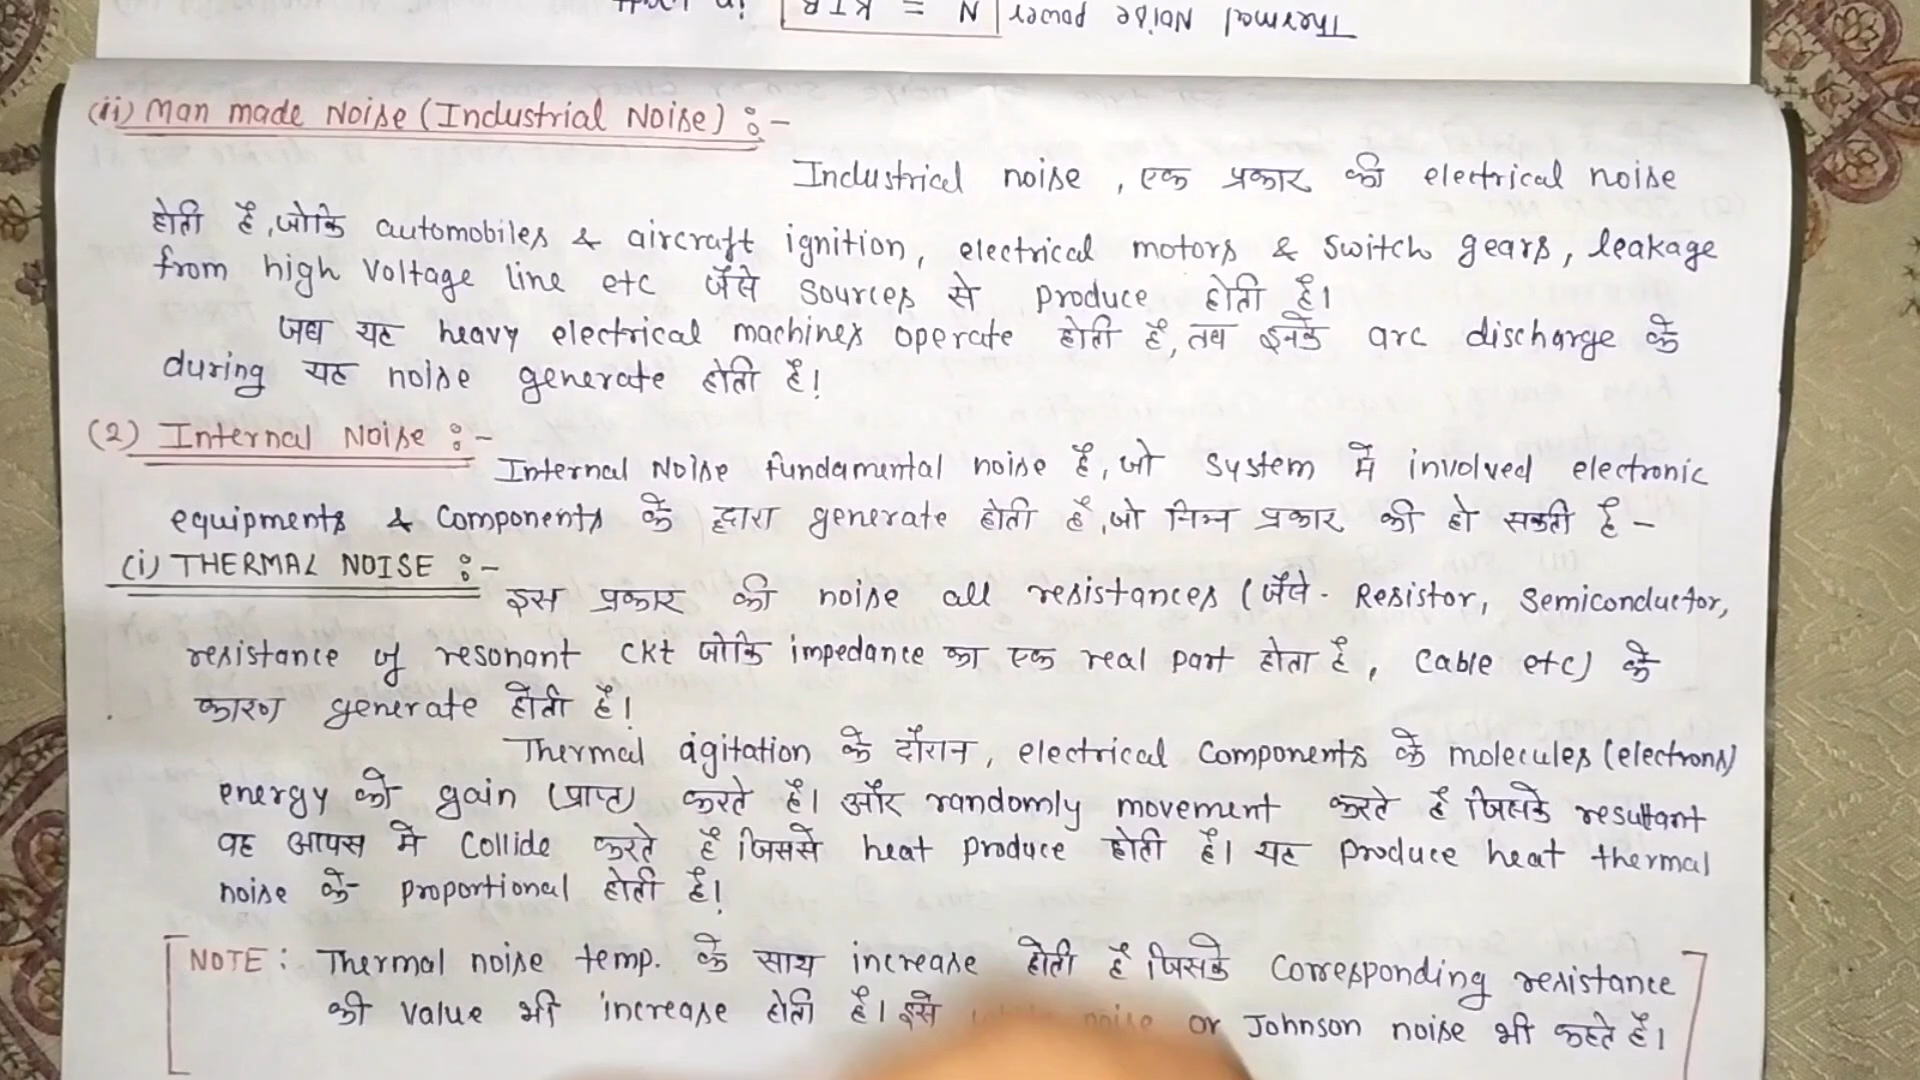 Thermal Noise power N = KTB in
(ii) Man made Noise (Industrial Noise) :-
Industrical noise , एक प्रकार की electrical noise
होती है, जोकि automobiles & aircraft ignition, electrical motors & switch gears, leakage
from high voltage line etc जैसे sources से produce होती है।
जब यह heavy electrical machines operate होती है, तब इनके arc discharge के
during यह noise generate होती है।
(2) Internal Noise :-
Internal Noise fundamental noise है, जो system में involved electronic
equipments & Components के द्वारा generate होती है, जो निम्न प्रकार की हो सकती है -
(i) THERMAL NOISE :-
इस प्रकार की noise all resistances (जैसे - Resistor, Semiconductor,
resistance of resonant ckt जोकि impedance का एक real part होता है, Cable etc) के
कारण generate होती है।
Thermal agitation के दौरान, electrical components के molecules (electrons)
energy को gain (प्राप्त) करते है। और randomly movement करते है जिसके resultant
वह आपस मे collide करते है जिससे heat produce होती है। यह produce heat thermal
noise के proportional होती है।
NOTE : Thermal noise temp. के साथ increase होती है जिसके corresponding resistance
की value भी increase होती है। इसे noise or Johnson noise भी कहते है।